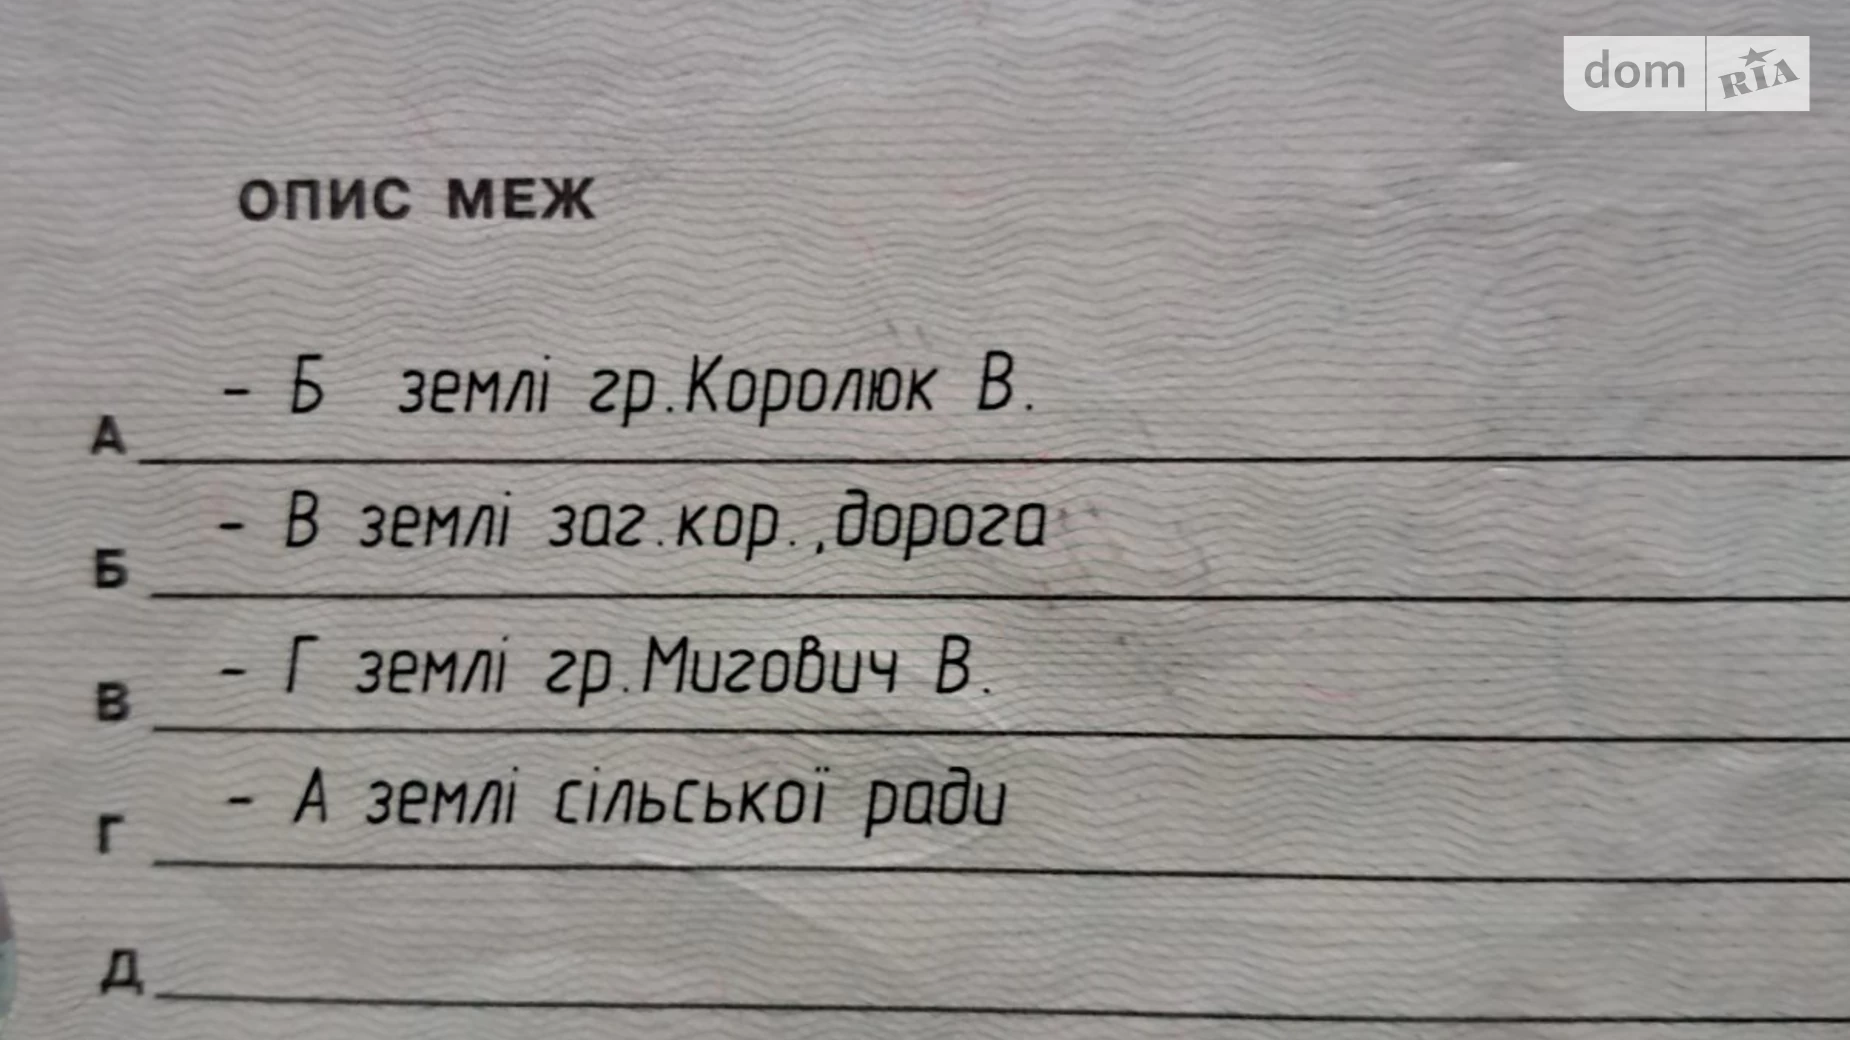 dom RIA
ОПИС МЕЖ
А - Б землі гр.Королюк В.
Б - В землі заг.кор.,дорога
В - Г землі гр.Мигович В.
Г - А землі сільської ради
Д